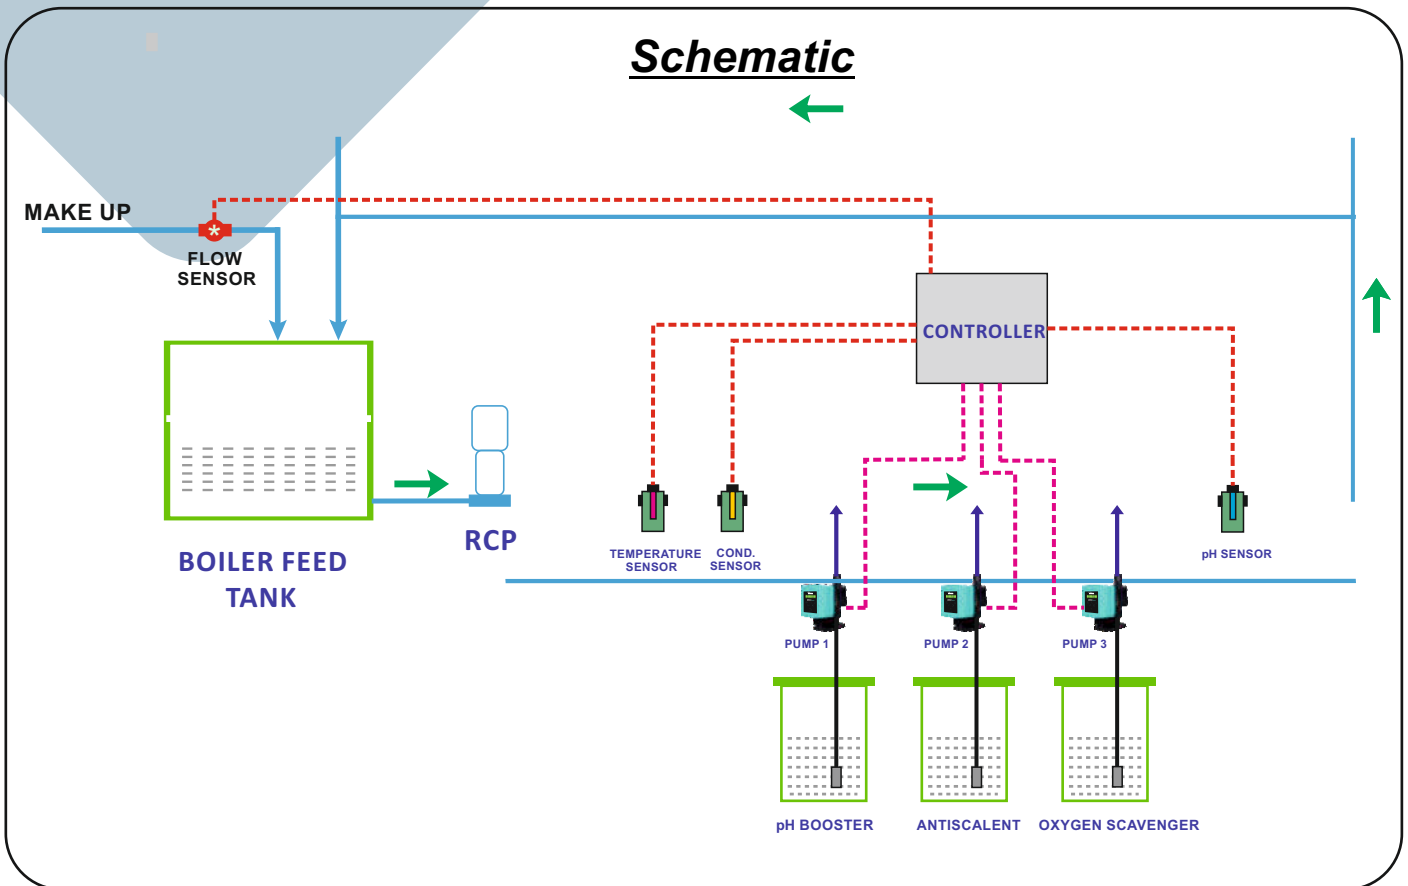 Schematic
MAKE UP
FLOW
SENSOR
CONTROLLER
BOILER FEED
TANK
RCP
TEMPERATURE
SENSOR
COND.
SENSOR
pH SENSOR
PUMP 1
PUMP 2
PUMP 3
pH BOOSTER
ANTISCALENT
OXYGEN SCAVENGER